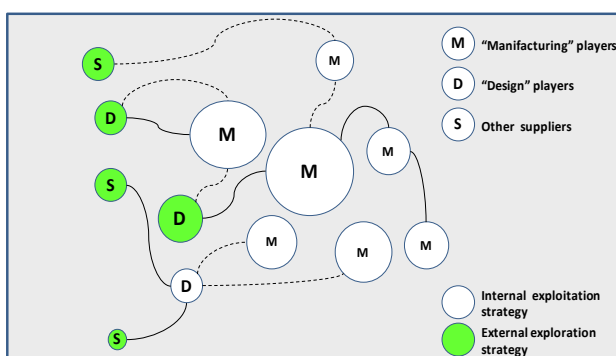 S
M
M "Manifacturing" players
D
M
D "Design" players
S Other suppliers
M
M
S
D
M
M
M
D
S
Internal exploitation
strategy
External exploration
strategy